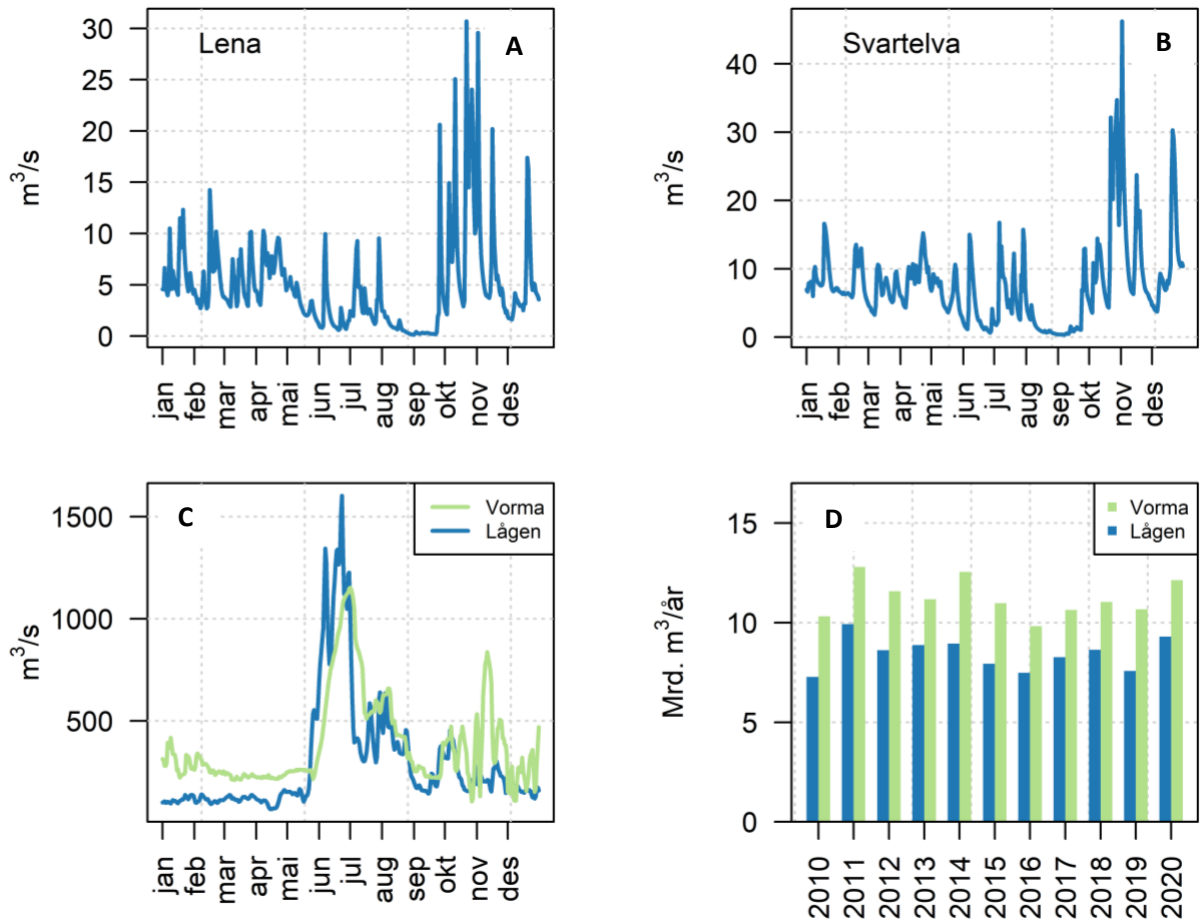 Lena
A
30
25
20
15
10
5
0
m³/s
jan
feb
mar
apr
mai
jun
jul
aug
sep
okt
nov
des
Svartelva
B
40
30
20
10
0
m³/s
jan
feb
mar
apr
mai
jun
jul
aug
sep
okt
nov
des
C
Vorma
Lågen
1500
1000
500
m³/s
jan
feb
mar
apr
mai
jun
jul
aug
sep
okt
nov
des
D
Vorma
Lågen
15
10
5
0
Mrd. m³/år
2010
2011
2012
2013
2014
2015
2016
2017
2018
2019
2020